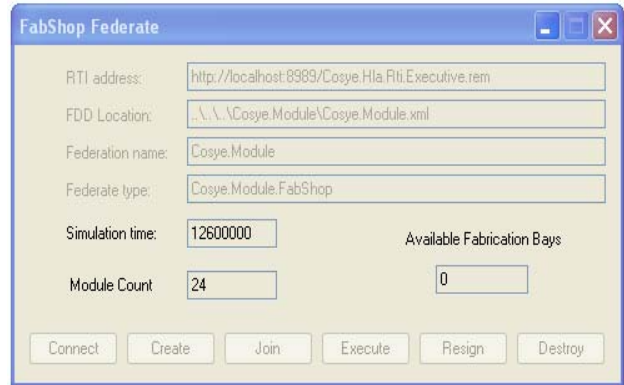 FabShop Federate
RTI address: http://localhost:8989/Cosye.Hla.Rti.Executive.rem
FDD Location: ..\..\..\Cosye.Module\Cosye.Module.xml
Federation name: Cosye.Module
Federate type: Cosye.Module.FabShop
Simulation time: 12600000
Available Fabrication Bays
Module Count 24
0
Connect Create Join Execute Resign Destroy